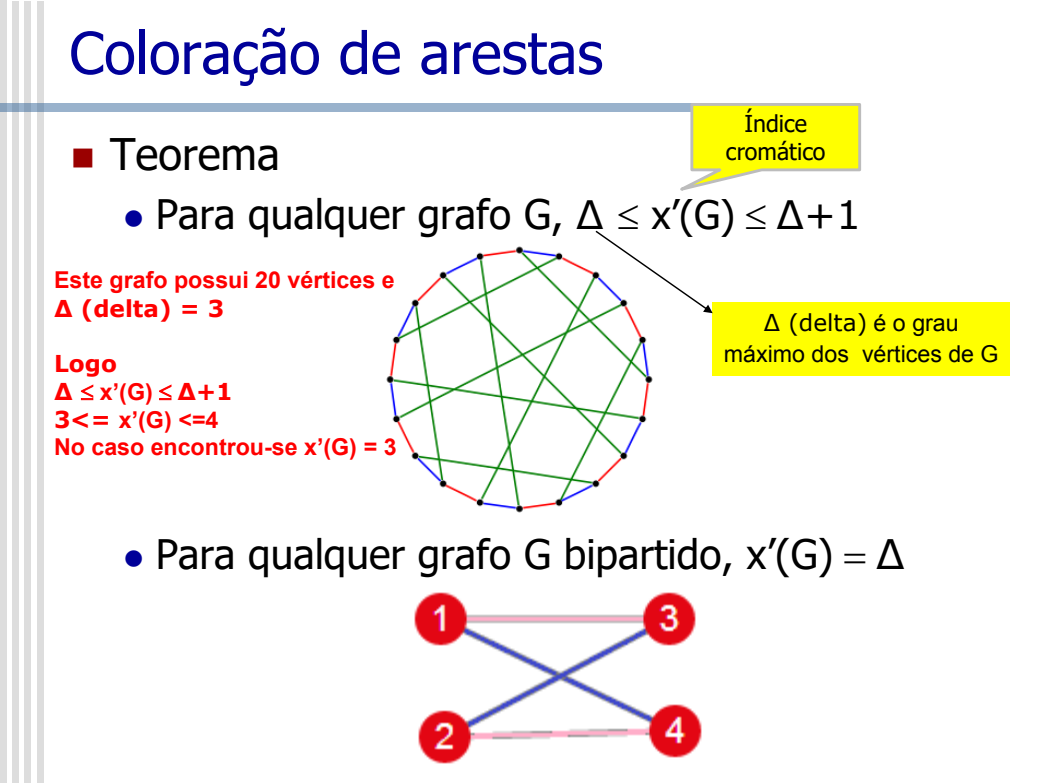 Coloração de arestas
Índice
cromático
Teorema
Para qualquer grafo G, Δ ≤ x’(G) ≤ Δ+1
Este grafo possui 20 vértices e
Δ (delta) = 3
Logo
Δ ≤ x’(G) ≤ Δ+1
3<= x’(G) <=4
No caso encontrou-se x’(G) = 3
Δ (delta) é o grau
máximo dos vértices de G
Para qualquer grafo G bipartido, x’(G) = Δ
1
3
2
4